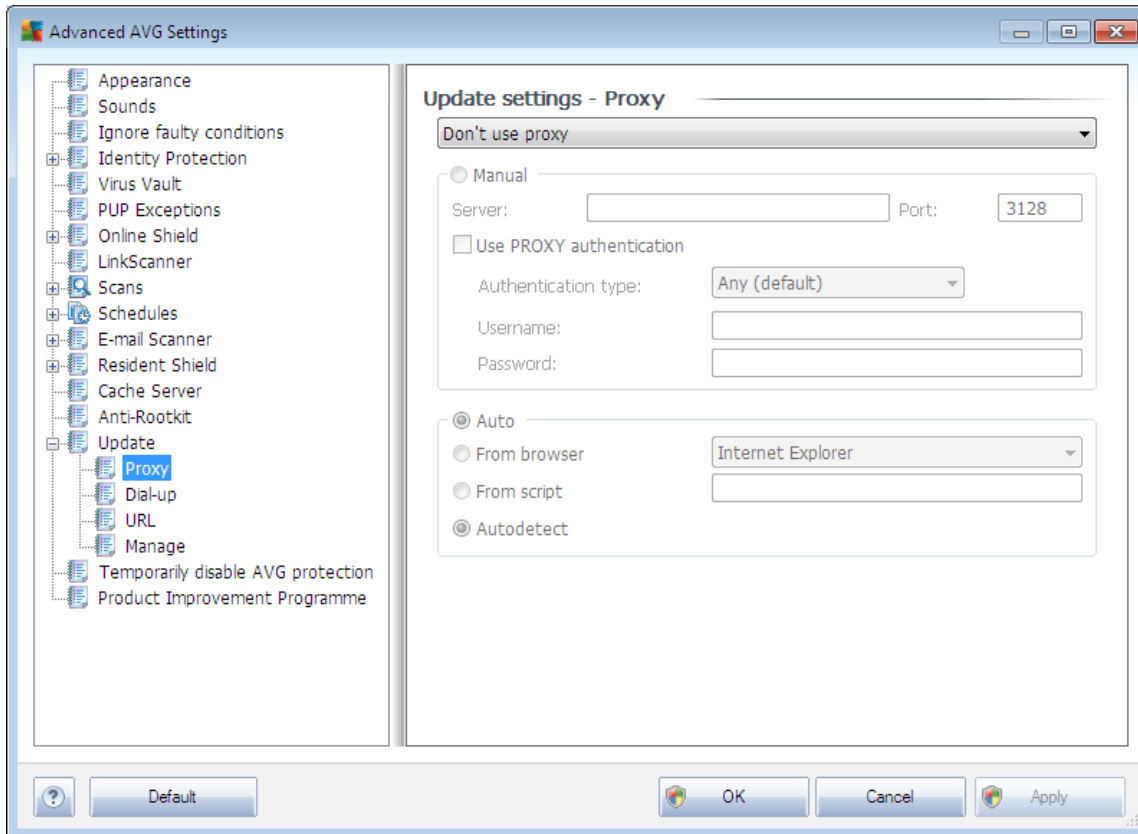 Advanced AVG Settings
Appearance
Sounds
Ignore faulty conditions
Identity Protection
Virus Vault
PUP Exceptions
Online Shield
LinkScanner
Scans
Schedules
E-mail Scanner
Resident Shield
Cache Server
Anti-Rootkit
Update
Proxy
Dial-up
URL
Manage
Temporarily disable AVG protection
Product Improvement Programme
Update settings - Proxy
Don't use proxy
Manual
Server: Port: 3128
Use PROXY authentication
Authentication type: Any (default)
Username:
Password:
Auto
From browser Internet Explorer
From script
Autodetect
? Default OK Cancel Apply